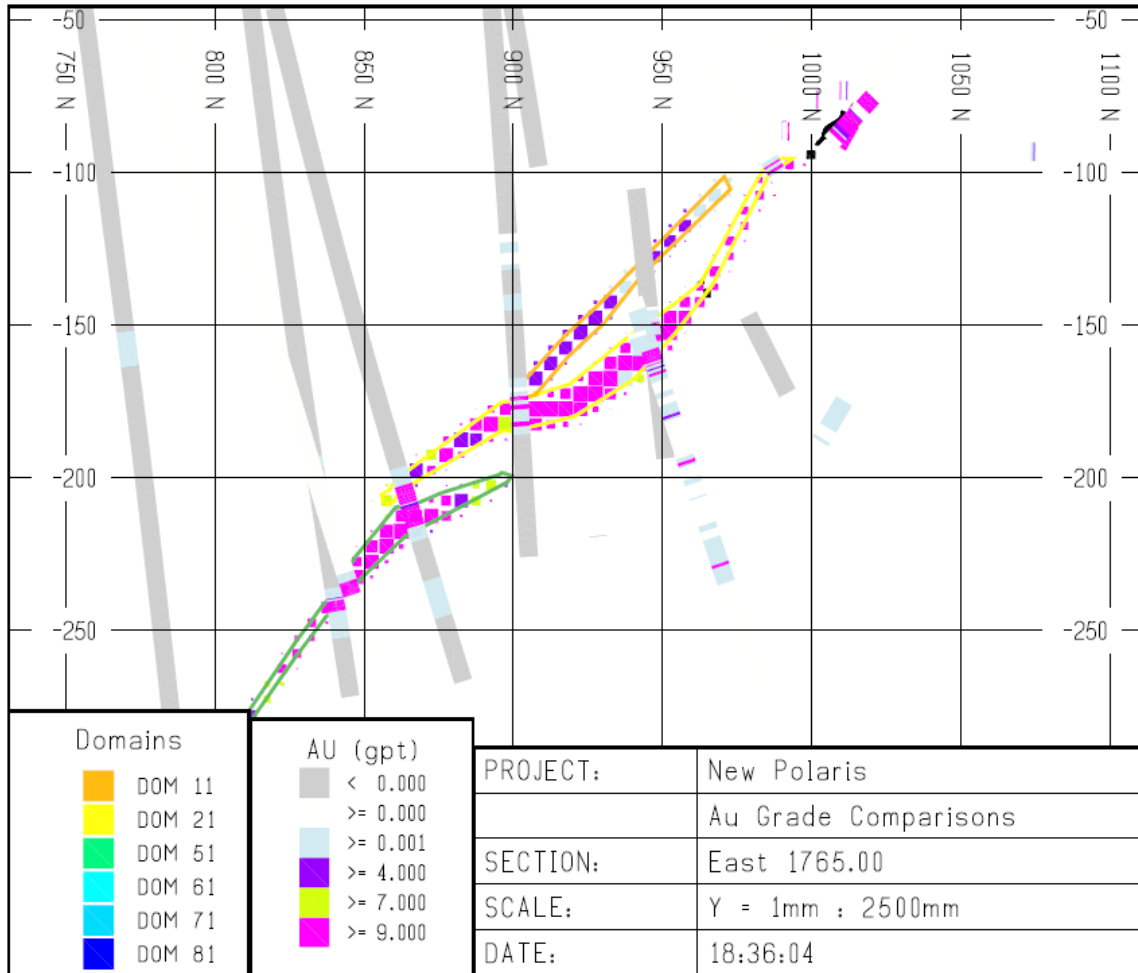 -50 -50
750 N 800 N 850 N 900 N 950 N 1000 N 1050 N 1100 N
-100 -100
-150 -150
-200 -200
-250 -250
Domains
DOM 11
DOM 21
DOM 51
DOM 61
DOM 71
DOM 81
AU (gpt)
< 0.000
>= 0.000
>= 0.001
>= 4.000
>= 7.000
>= 9.000
PROJECT: New Polaris
Au Grade Comparisons
SECTION: East 1765.00
SCALE: Y = 1mm : 2500mm
DATE: 18:36:04